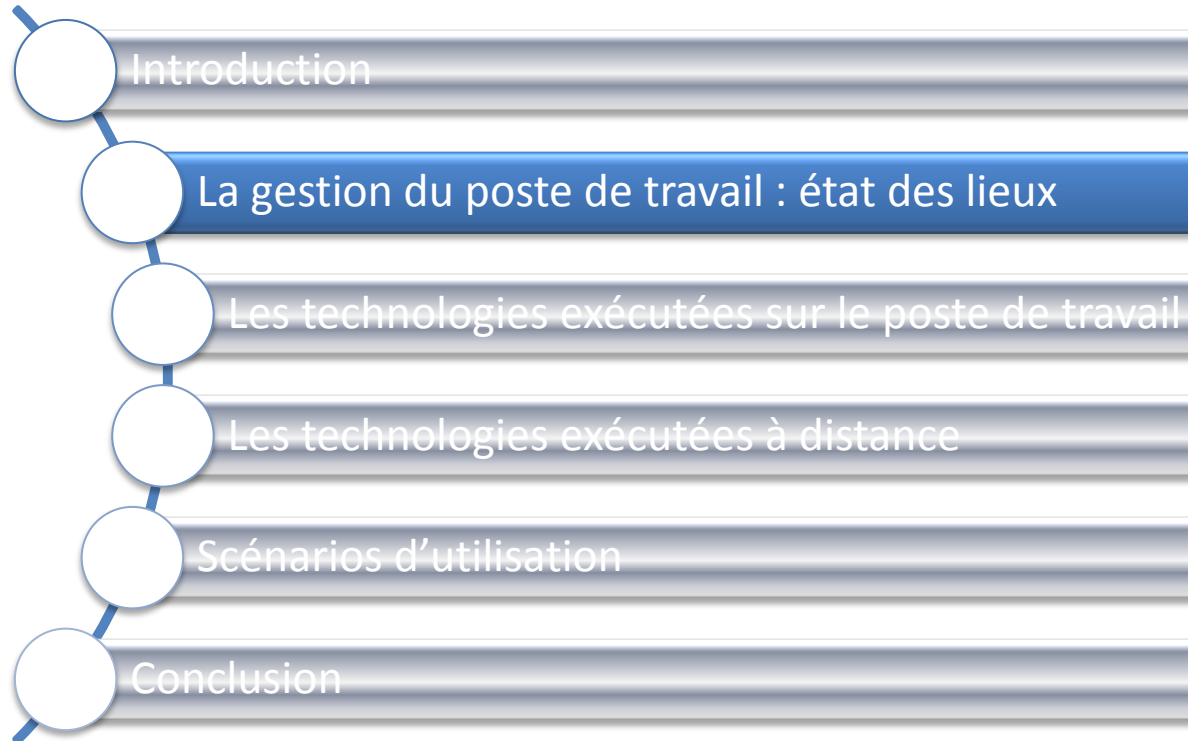 Introduction
La gestion du poste de travail : état des lieux
Les technologies exécutées sur le poste de travail
Les technologies exécutées à distance
Scénarios d’utilisation
Conclusion